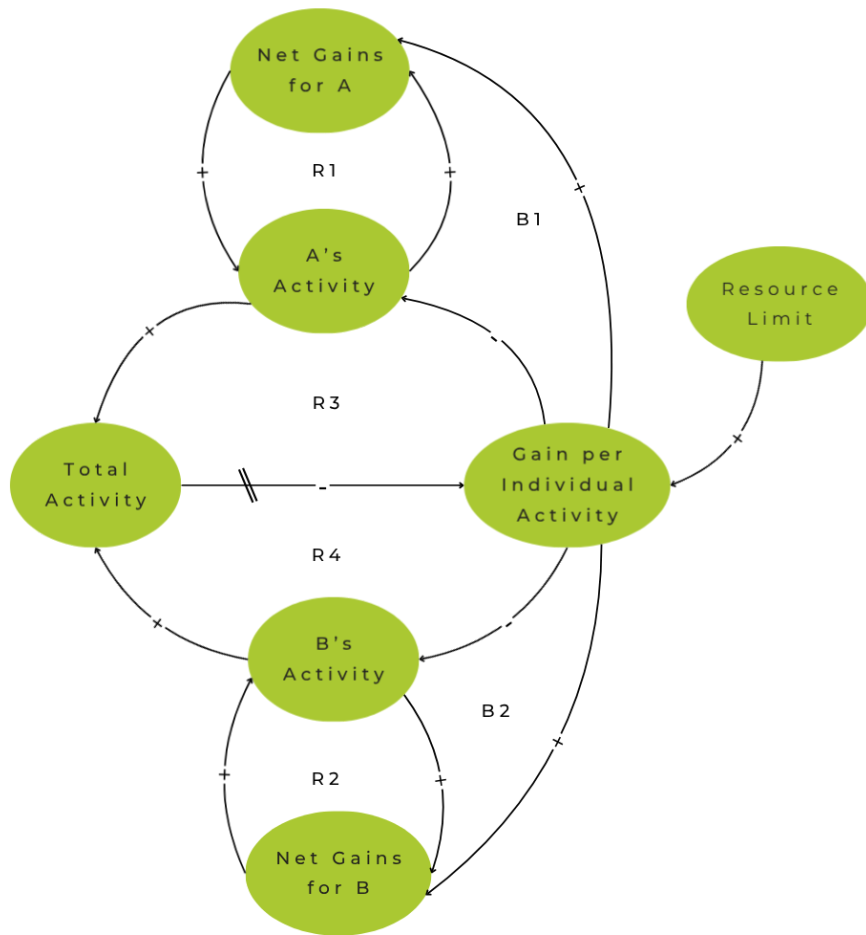 Net Gains
for A
+
R1
+
+
B1
A's
Activity
Resource
Limit
+
-
R3
+
Total
Activity
-
Gain per
Individual
Activity
R4
+
-
B's
Activity
B2
+
R2
+
+
Net Gains
for B